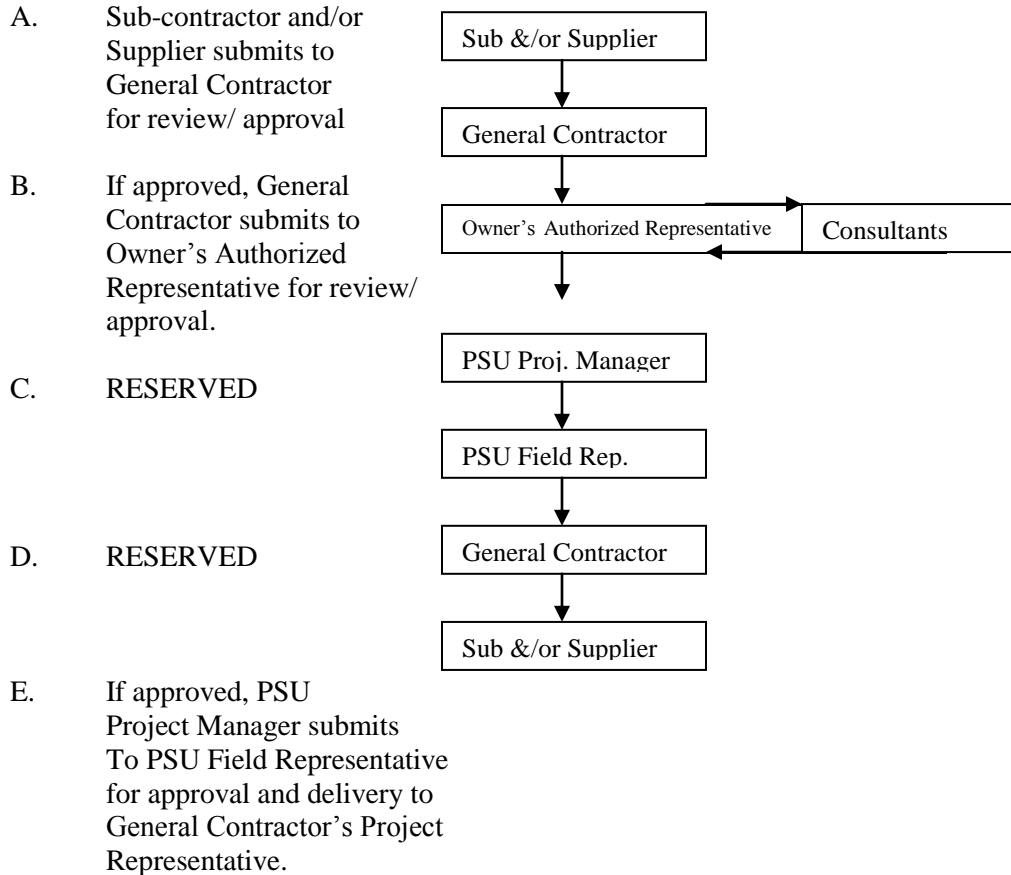 A. Sub-contractor and/or
Supplier submits to
General Contractor
for review/ approval
B. If approved, General
Contractor submits to
Owner’s Authorized
Representative for review/
approval.
C. RESERVED
D. RESERVED
E. If approved, PSU
Project Manager submits
To PSU Field Representative
for approval and delivery to
General Contractor’s Project
Representative.
Sub &/or Supplier
General Contractor
Owner’s Authorized Representative
Consultants
PSU Proj. Manager
PSU Field Rep.
General Contractor
Sub &/or Supplier